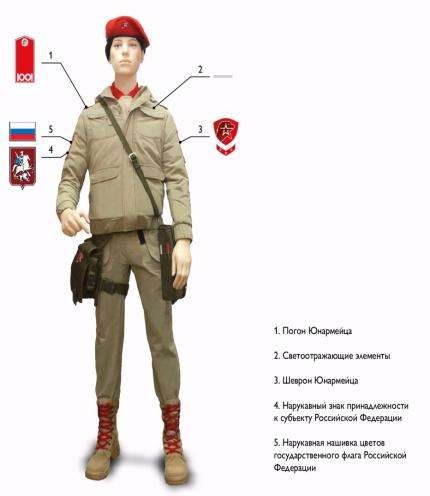 1001
1
2
5
3
4
1. Погон Юнармейца
2. Светоотражающие элементы
3. Шеврон Юнармейца
4. Нарукавный знак принадлежности
к субъекту Российской Федерации
5. Нарукавная нашивка цветов
государственного флага Российской
Федерации